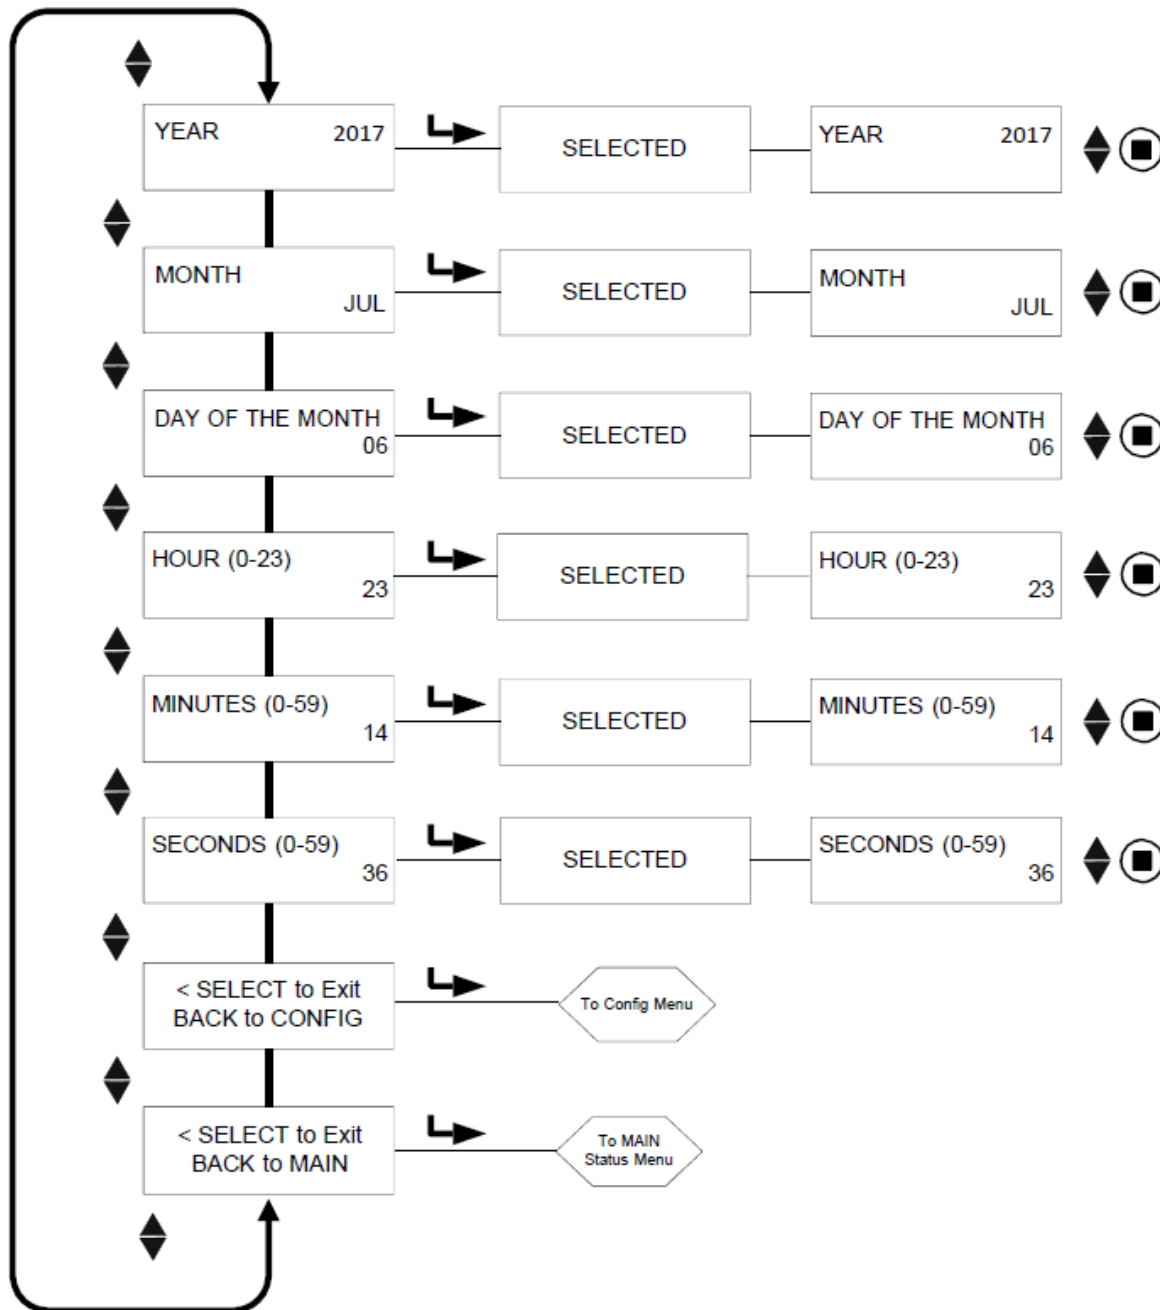 YEAR 2017
SELECTED
YEAR 2017
MONTH
JUL
SELECTED
MONTH
JUL
DAY OF THE MONTH
06
SELECTED
DAY OF THE MONTH
06
HOUR (0-23)
23
SELECTED
HOUR (0-23)
23
MINUTES (0-59)
14
SELECTED
MINUTES (0-59)
14
SECONDS (0-59)
36
SELECTED
SECONDS (0-59)
36
< SELECT to Exit
BACK to CONFIG
To Config Menu
< SELECT to Exit
BACK to MAIN
To MAIN
Status Menu